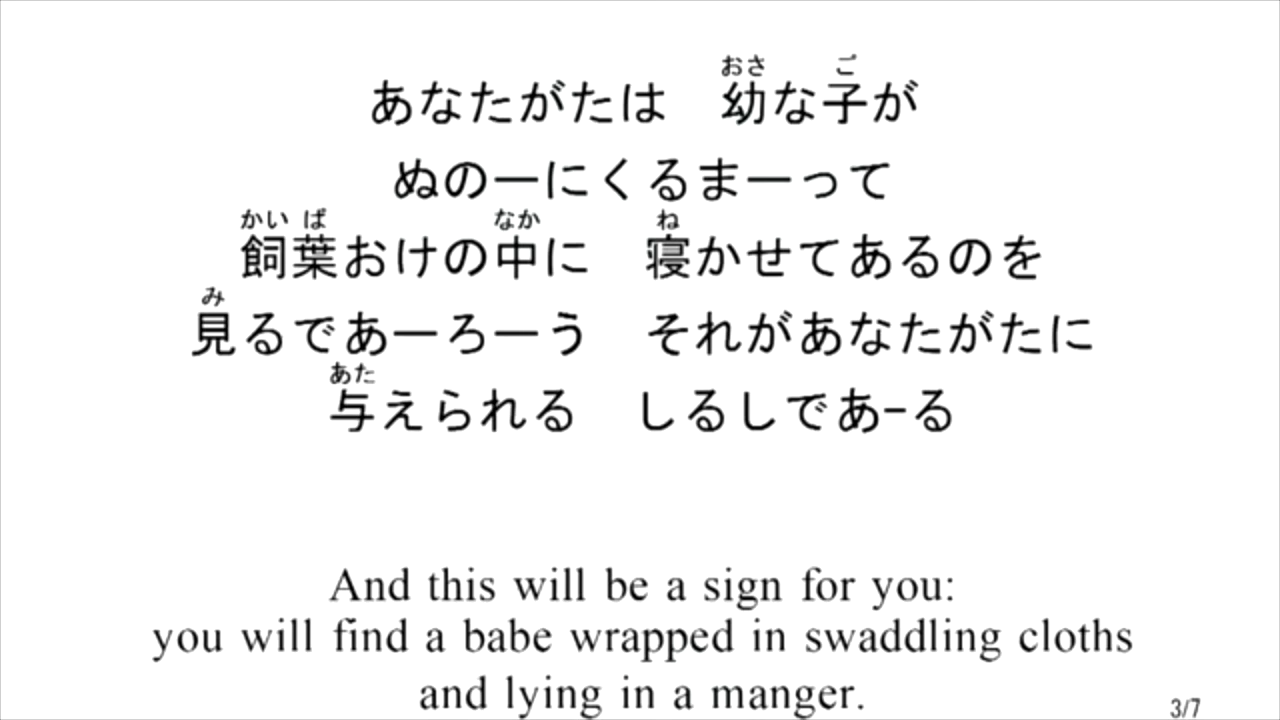 あなたがたは　幼な子が
ぬのーにくるまーって
飼葉おけの中に　寝かせてあるのを
見るであーろーう　それがあなたがたに
与えられる　しるしであ-る
And this will be a sign for you:
you will find a babe wrapped in swaddling cloths
and lying in a manger.
3/7